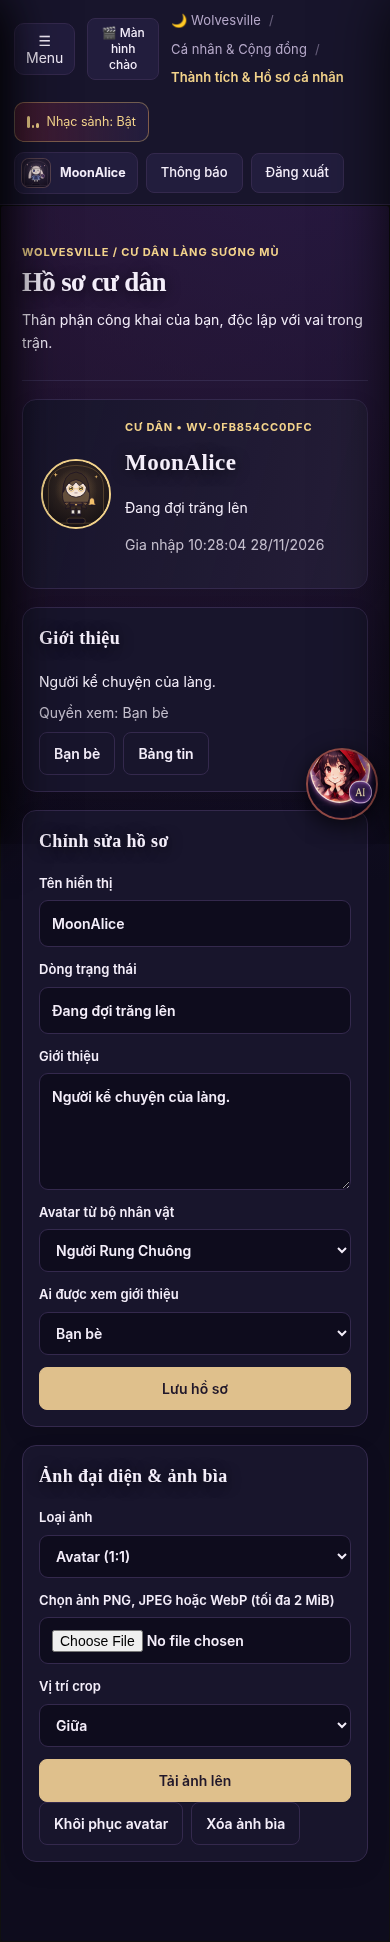 ☰
Menu
🎬 Màn
hình
chào
🌙 Wolvesville /
Cá nhân & Cộng đồng /
Thành tích & Hồ sơ cá nhân
Nhạc sảnh: Bật
MoonAlice
Thông báo
Đăng xuất
WOLVESVILLE / CƯ DÂN LÀNG SƯƠNG MÙ
Hồ sơ cư dân
Thân phận công khai của bạn, độc lập với vai trong
trận.
CƯ DÂN • WV-0FB854CC0DFC
MoonAlice
Đang đợi trăng lên
Gia nhập 10:28:04 28/11/2026
Giới thiệu
Người kể chuyện của làng.
Quyền xem: Bạn bè
Bạn bè
Bảng tin
AI
Chỉnh sửa hồ sơ
Tên hiển thị
MoonAlice
Dòng trạng thái
Đang đợi trăng lên
Giới thiệu
Người kể chuyện của làng.
Avatar từ bộ nhân vật
Người Rung Chuông
Ai được xem giới thiệu
Bạn bè
Lưu hồ sơ
Ảnh đại diện & ảnh bìa
Loại ảnh
Avatar (1:1)
Chọn ảnh PNG, JPEG hoặc WebP (tối đa 2 MiB)
Choose File No file chosen
Vị trí crop
Giữa
Tải ảnh lên
Khôi phục avatar
Xóa ảnh bìa